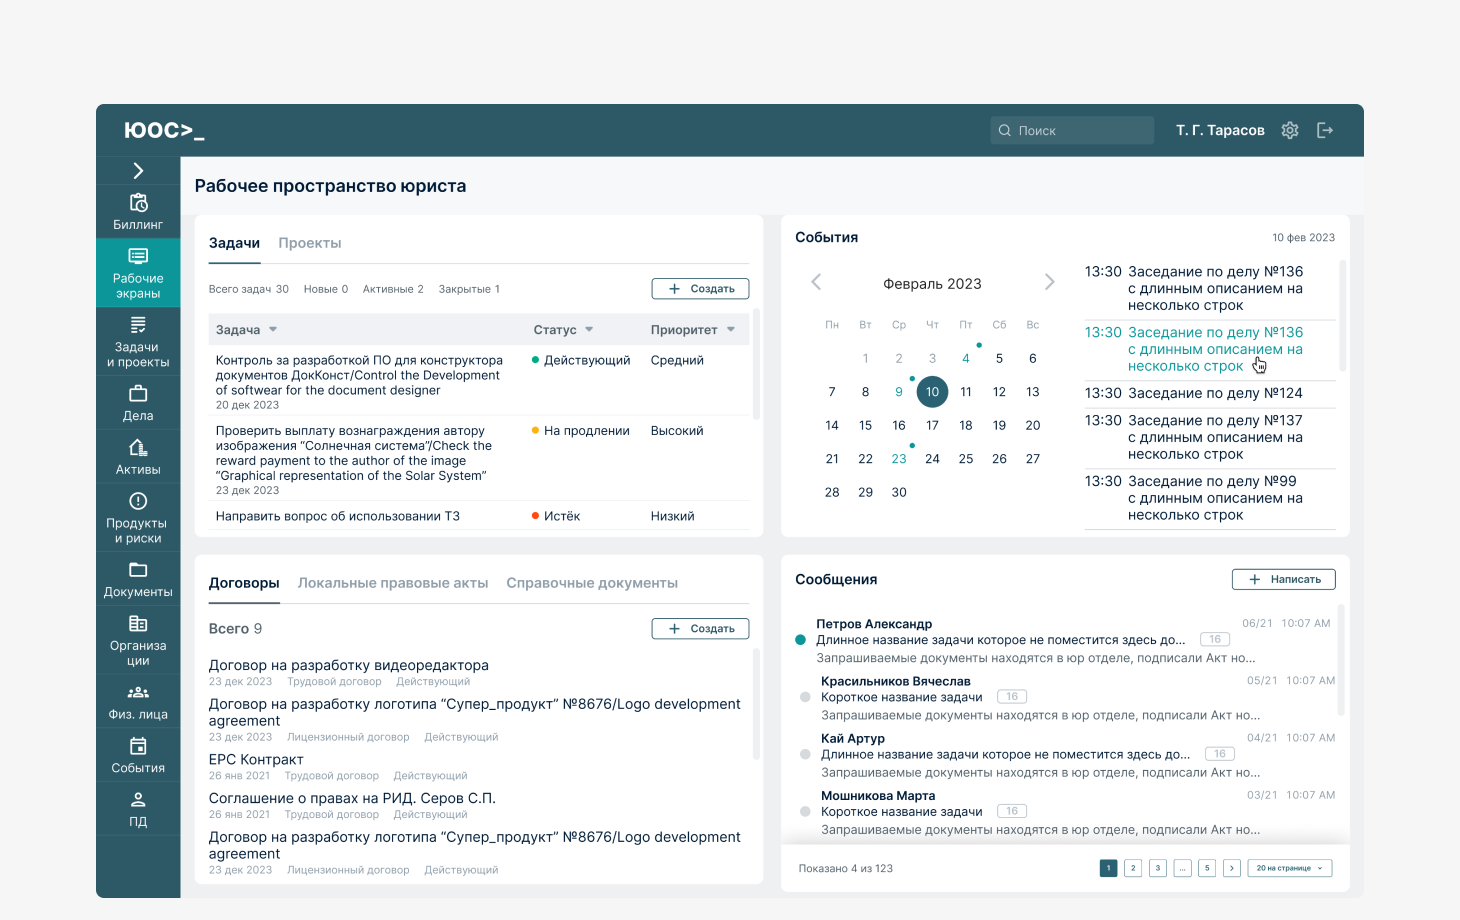 ЮОС>_
Поиск
Т. Г. Тарасов
Рабочее пространство юриста
Биллинг
Рабочие
экраны
Задачи
и проекты
Дела
Активы
Продукты
и риски
Документы
Организа
ции
Физ. лица
События
ПД
Задачи Проекты
Всего задач 30 Новые 0 Активные 2 Закрытые 1
Создать
Задача Статус Приоритет
Контроль за разработкой ПО для конструктора
документов ДокКонст/Control the Development
of softwear for the document designer
20 дек 2023
Действующий Средний
Проверить выплату вознаграждения автору
изображения “Солнечная система”/Check the
reward payment to the author of the image
“Graphical representation of the Solar System”
23 дек 2023
На продлении Высокий
Направить вопрос об использовании ТЗ Истёк Низкий
События
10 фев 2023
Февраль 2023
Пн Вт Ср Чт Пт Сб Вс
1 2 3 4 5 6
7 8 9 10 11 12 13
14 15 16 17 18 19 20
21 22 23 24 25 26 27
28 29 30
13:30 Заседание по делу №136
с длинным описанием на
несколько строк
13:30 Заседание по делу №136
с длинным описанием на
несколько строк
13:30 Заседание по делу №124
13:30 Заседание по делу №137
с длинным описанием на
несколько строк
13:30 Заседание по делу №99
с длинным описанием на
несколько строк
Договоры Локальные правовые акты Справочные документы
Всего 9
Создать
Договор на разработку видеоредактора
23 дек 2023 Трудовой договор Действующий
Договор на разработку логотипа “Супер_продукт” №8676/Logo development
agreement
23 дек 2023 Лицензионный договор Действующий
ЕРС Контракт
26 янв 2021 Трудовой договор Действующий
Соглашение о правах на РИД. Серов С.П.
26 янв 2021 Трудовой договор Действующий
Договор на разработку логотипа “Супер_продукт” №8676/Logo development
agreement
23 дек 2023 Лицензионный договор Действующий
Сообщения
Написать
Петров Александр 06/21 10:07 AM
Длинное название задачи которое не поместится здесь до... 16
Запрашиваемые документы находятся в юр отделе, подписали Акт но...
Красильников Вячеслав 05/21 10:07 AM
Короткое название задачи 16
Запрашиваемые документы находятся в юр отделе, подписали Акт но...
Кай Артур 04/21 10:07 AM
Длинное название задачи которое не поместится здесь до... 16
Запрашиваемые документы находятся в юр отделе, подписали Акт но...
Мошникова Марта 03/21 10:07 AM
Короткое название задачи 16
Запрашиваемые документы находятся в юр отделе, подписали Акт но...
Показано 4 из 123
1 2 3 ... 5 > 20 на странице